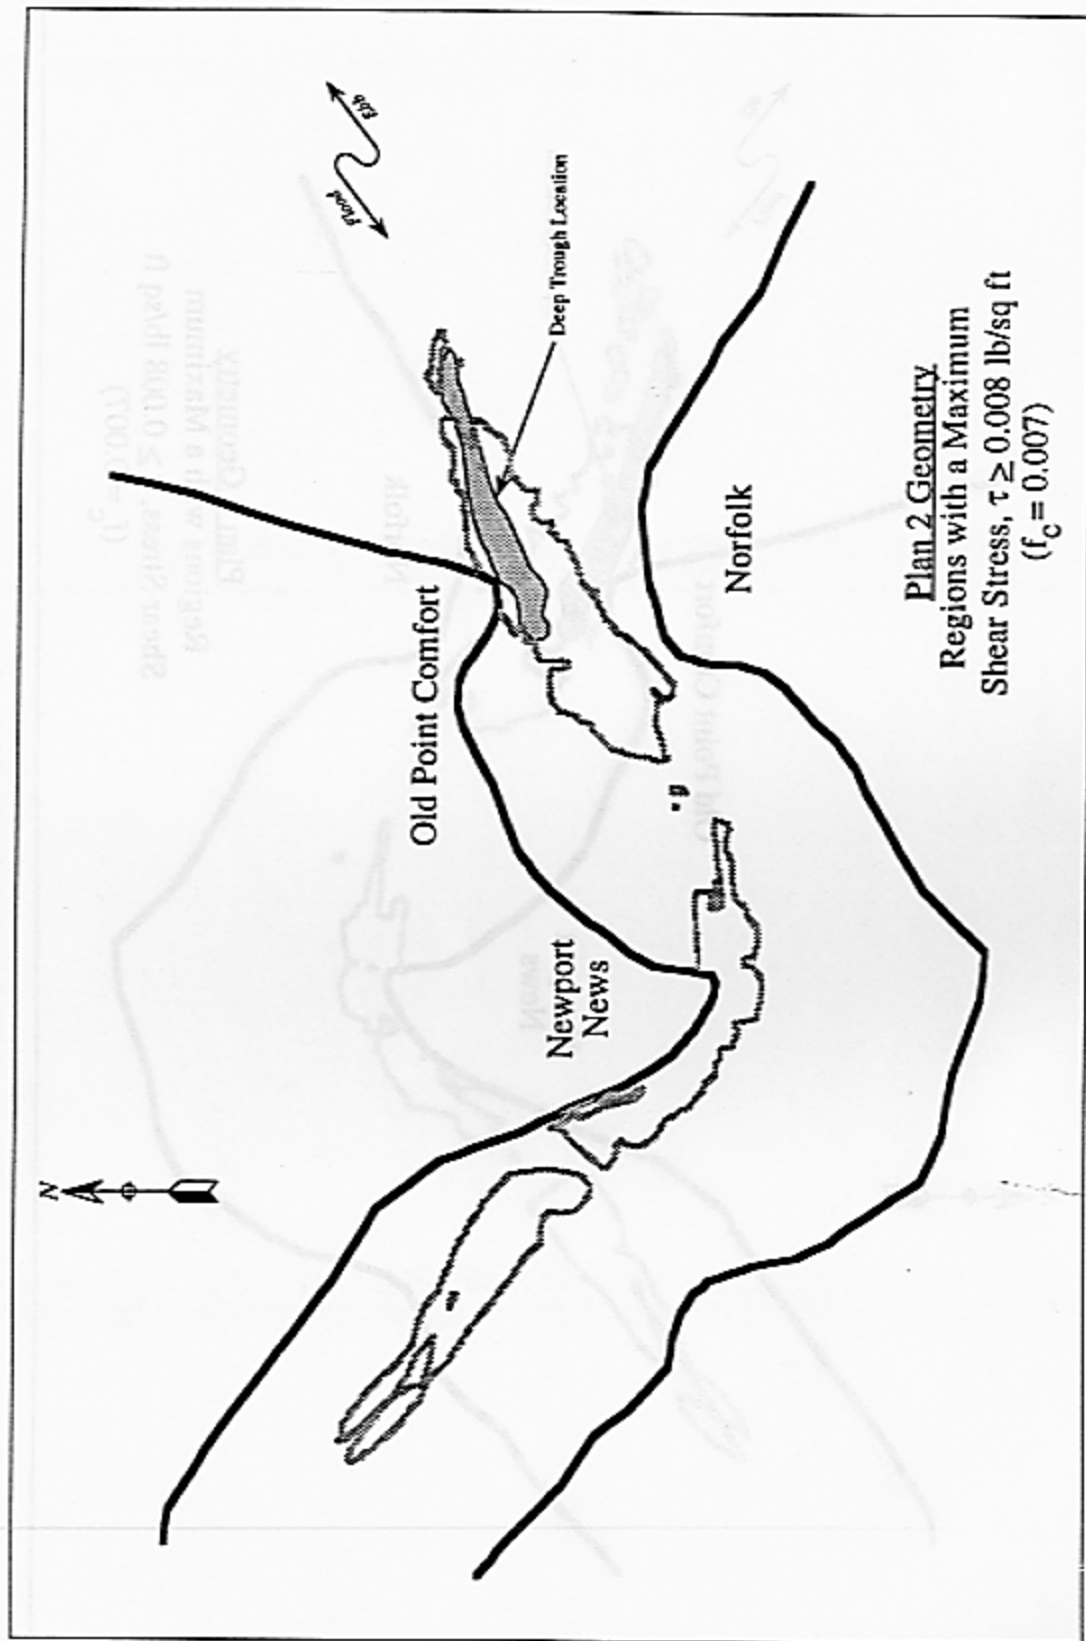 N
Flood
Ebb
Deep Trough Location
Old Point Comfort
Newport
News
Norfolk
Plan 2 Geometry
Regions with a Maximum
Shear Stress, τ ≥ 0.008 lb/sq ft
(f_c = 0.007)